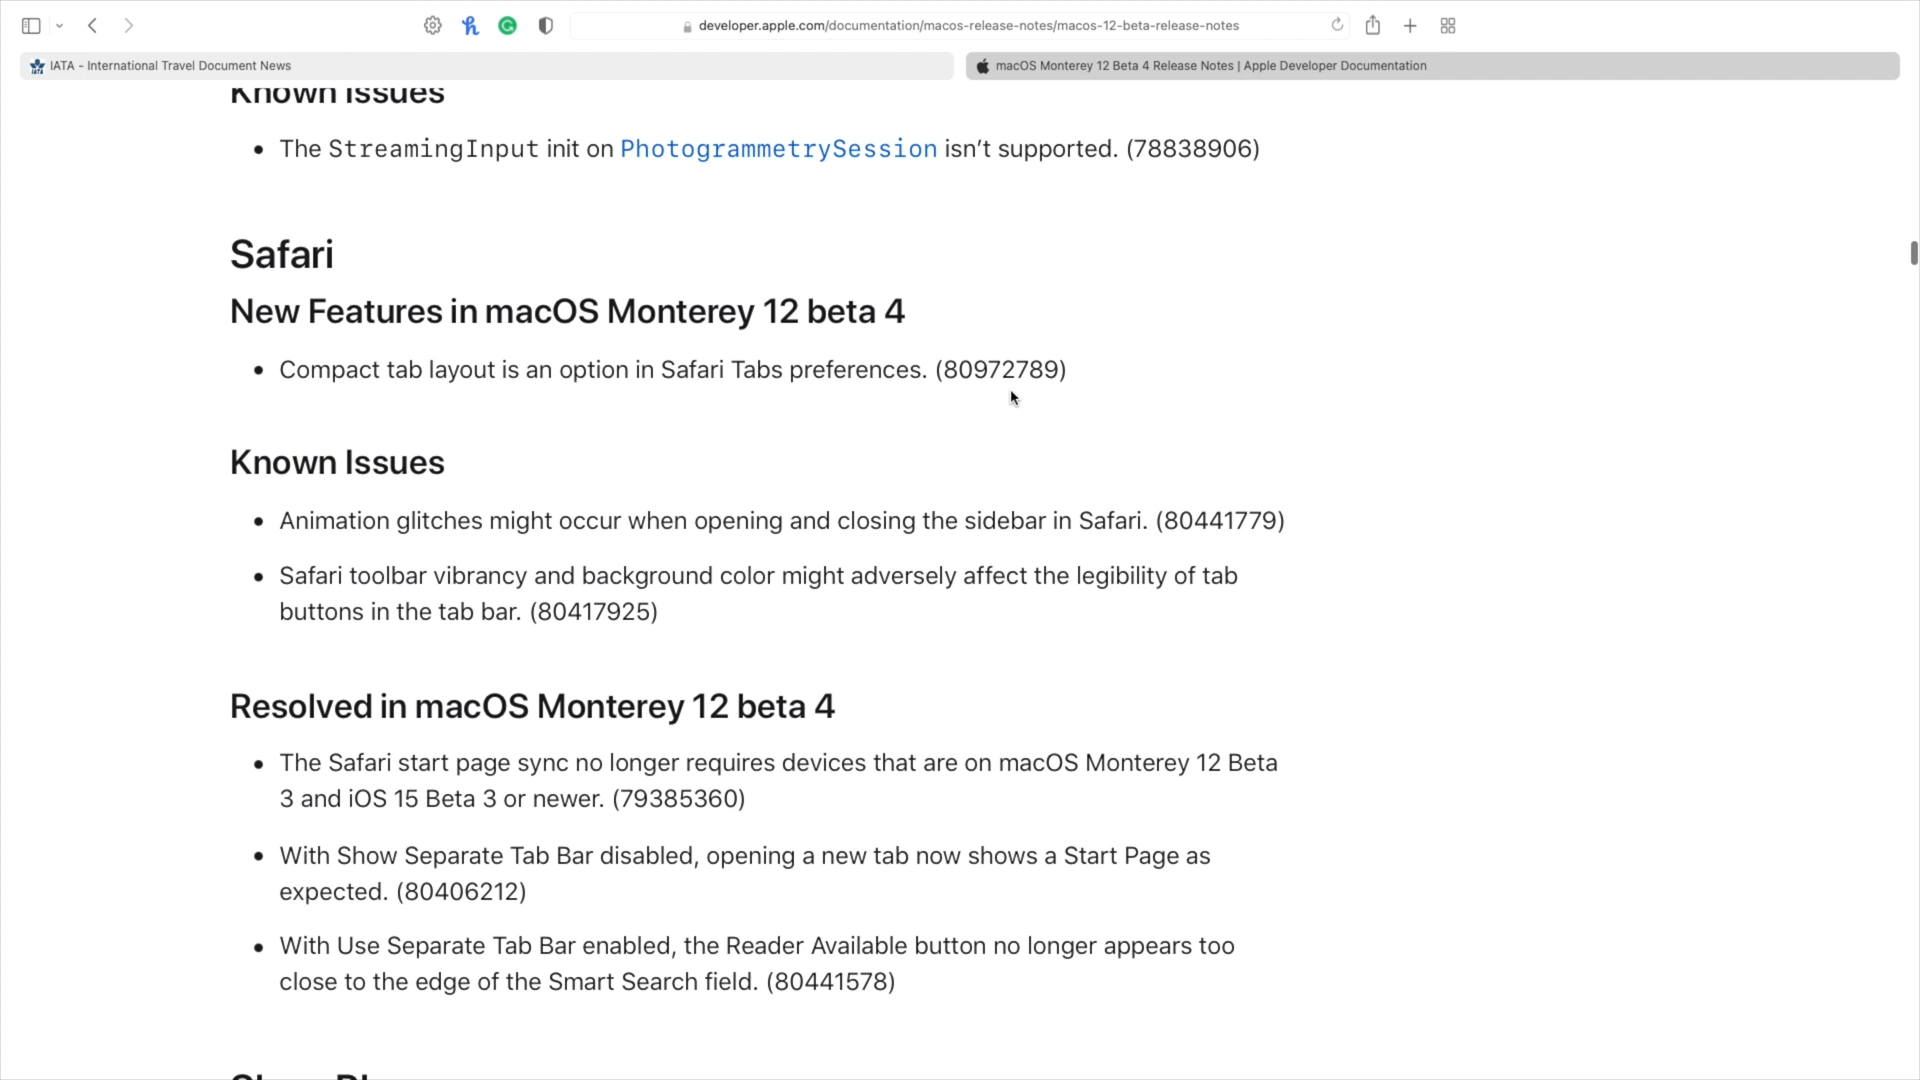 developer.apple.com/documentation/macos-release-notes/macos-12-beta-release-notes
IATA - International Travel Document News
macOS Monterey 12 Beta 4 Release Notes | Apple Developer Documentation
Known Issues
• The StreamingInput init on PhotogrammetrySession isn’t supported. (78838906)
Safari
New Features in macOS Monterey 12 beta 4
• Compact tab layout is an option in Safari Tabs preferences. (80972789)
Known Issues
• Animation glitches might occur when opening and closing the sidebar in Safari. (80441779)
• Safari toolbar vibrancy and background color might adversely affect the legibility of tab
buttons in the tab bar. (80417925)
Resolved in macOS Monterey 12 beta 4
• The Safari start page sync no longer requires devices that are on macOS Monterey 12 Beta
3 and iOS 15 Beta 3 or newer. (79385360)
• With Show Separate Tab Bar disabled, opening a new tab now shows a Start Page as
expected. (80406212)
• With Use Separate Tab Bar enabled, the Reader Available button no longer appears too
close to the edge of the Smart Search field. (80441578)